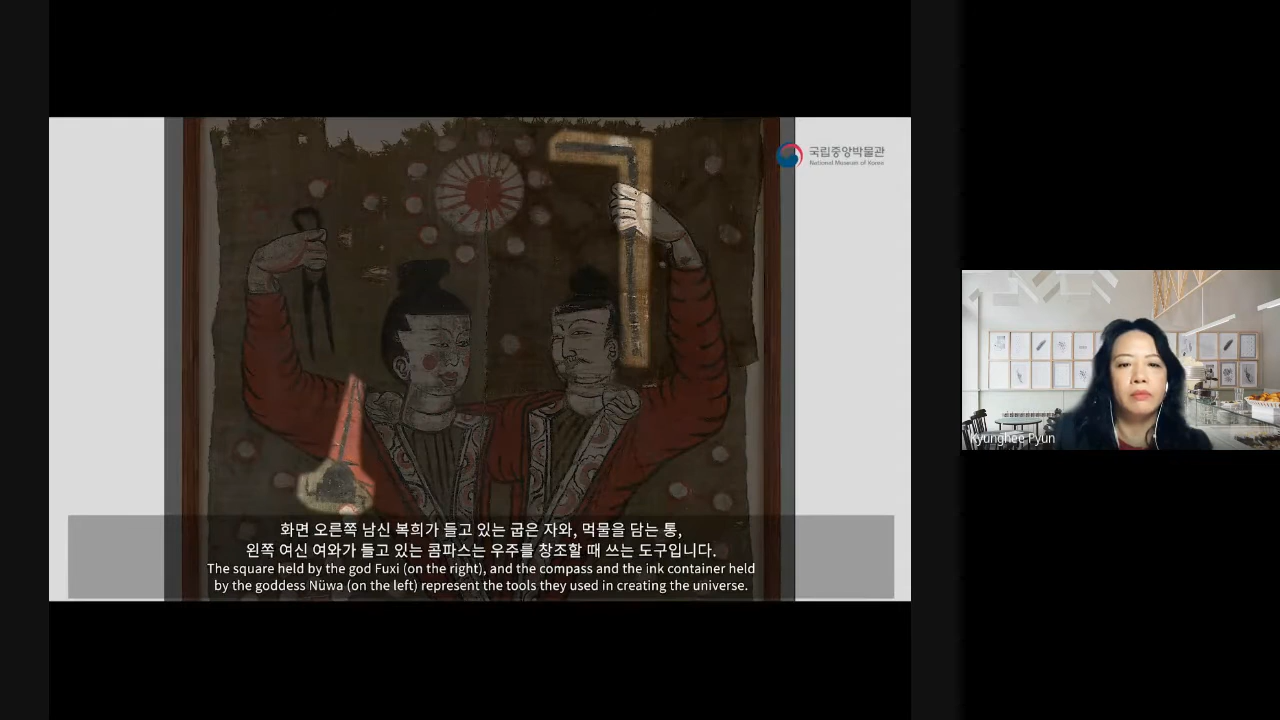 국립중앙박물관
National Museum of Korea
화면 오른쪽 남신 복희가 들고 있는 굽은 자와, 먹물을 담는 통,
왼쪽 여신 여와가 들고 있는 콤파스는 우주를 창조할 때 쓰는 도구입니다.
The square held by the god Fuxi (on the right), and the compass and the ink container held
by the goddess Nüwa (on the left) represent the tools they used in creating the universe.
Kyunghee Pyun